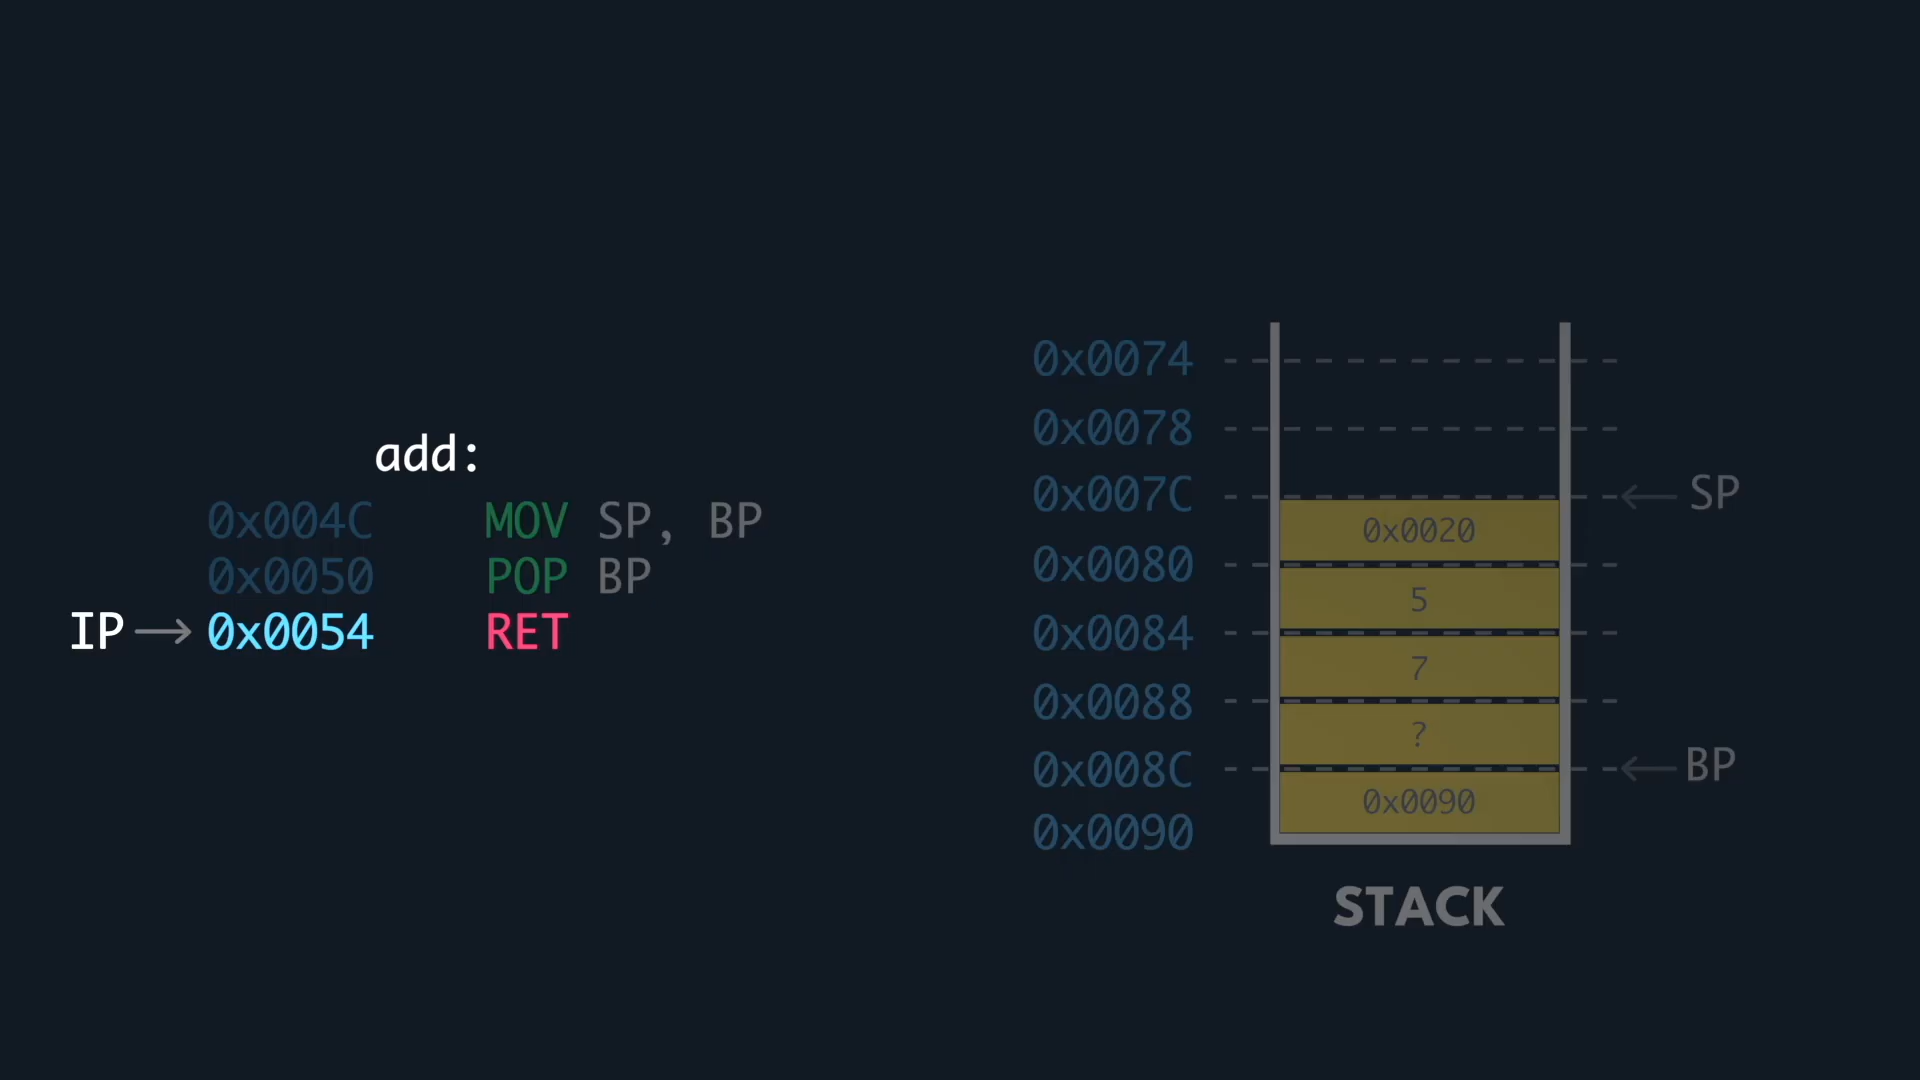 add:
0x004C MOV SP, BP
0x0050 POP BP
IP 0x0054 RET
0x0074
0x0078
0x007C SP
0x0020
0x0080
5
0x0084
7
0x0088
?
0x008C BP
0x0090
0x0090
STACK